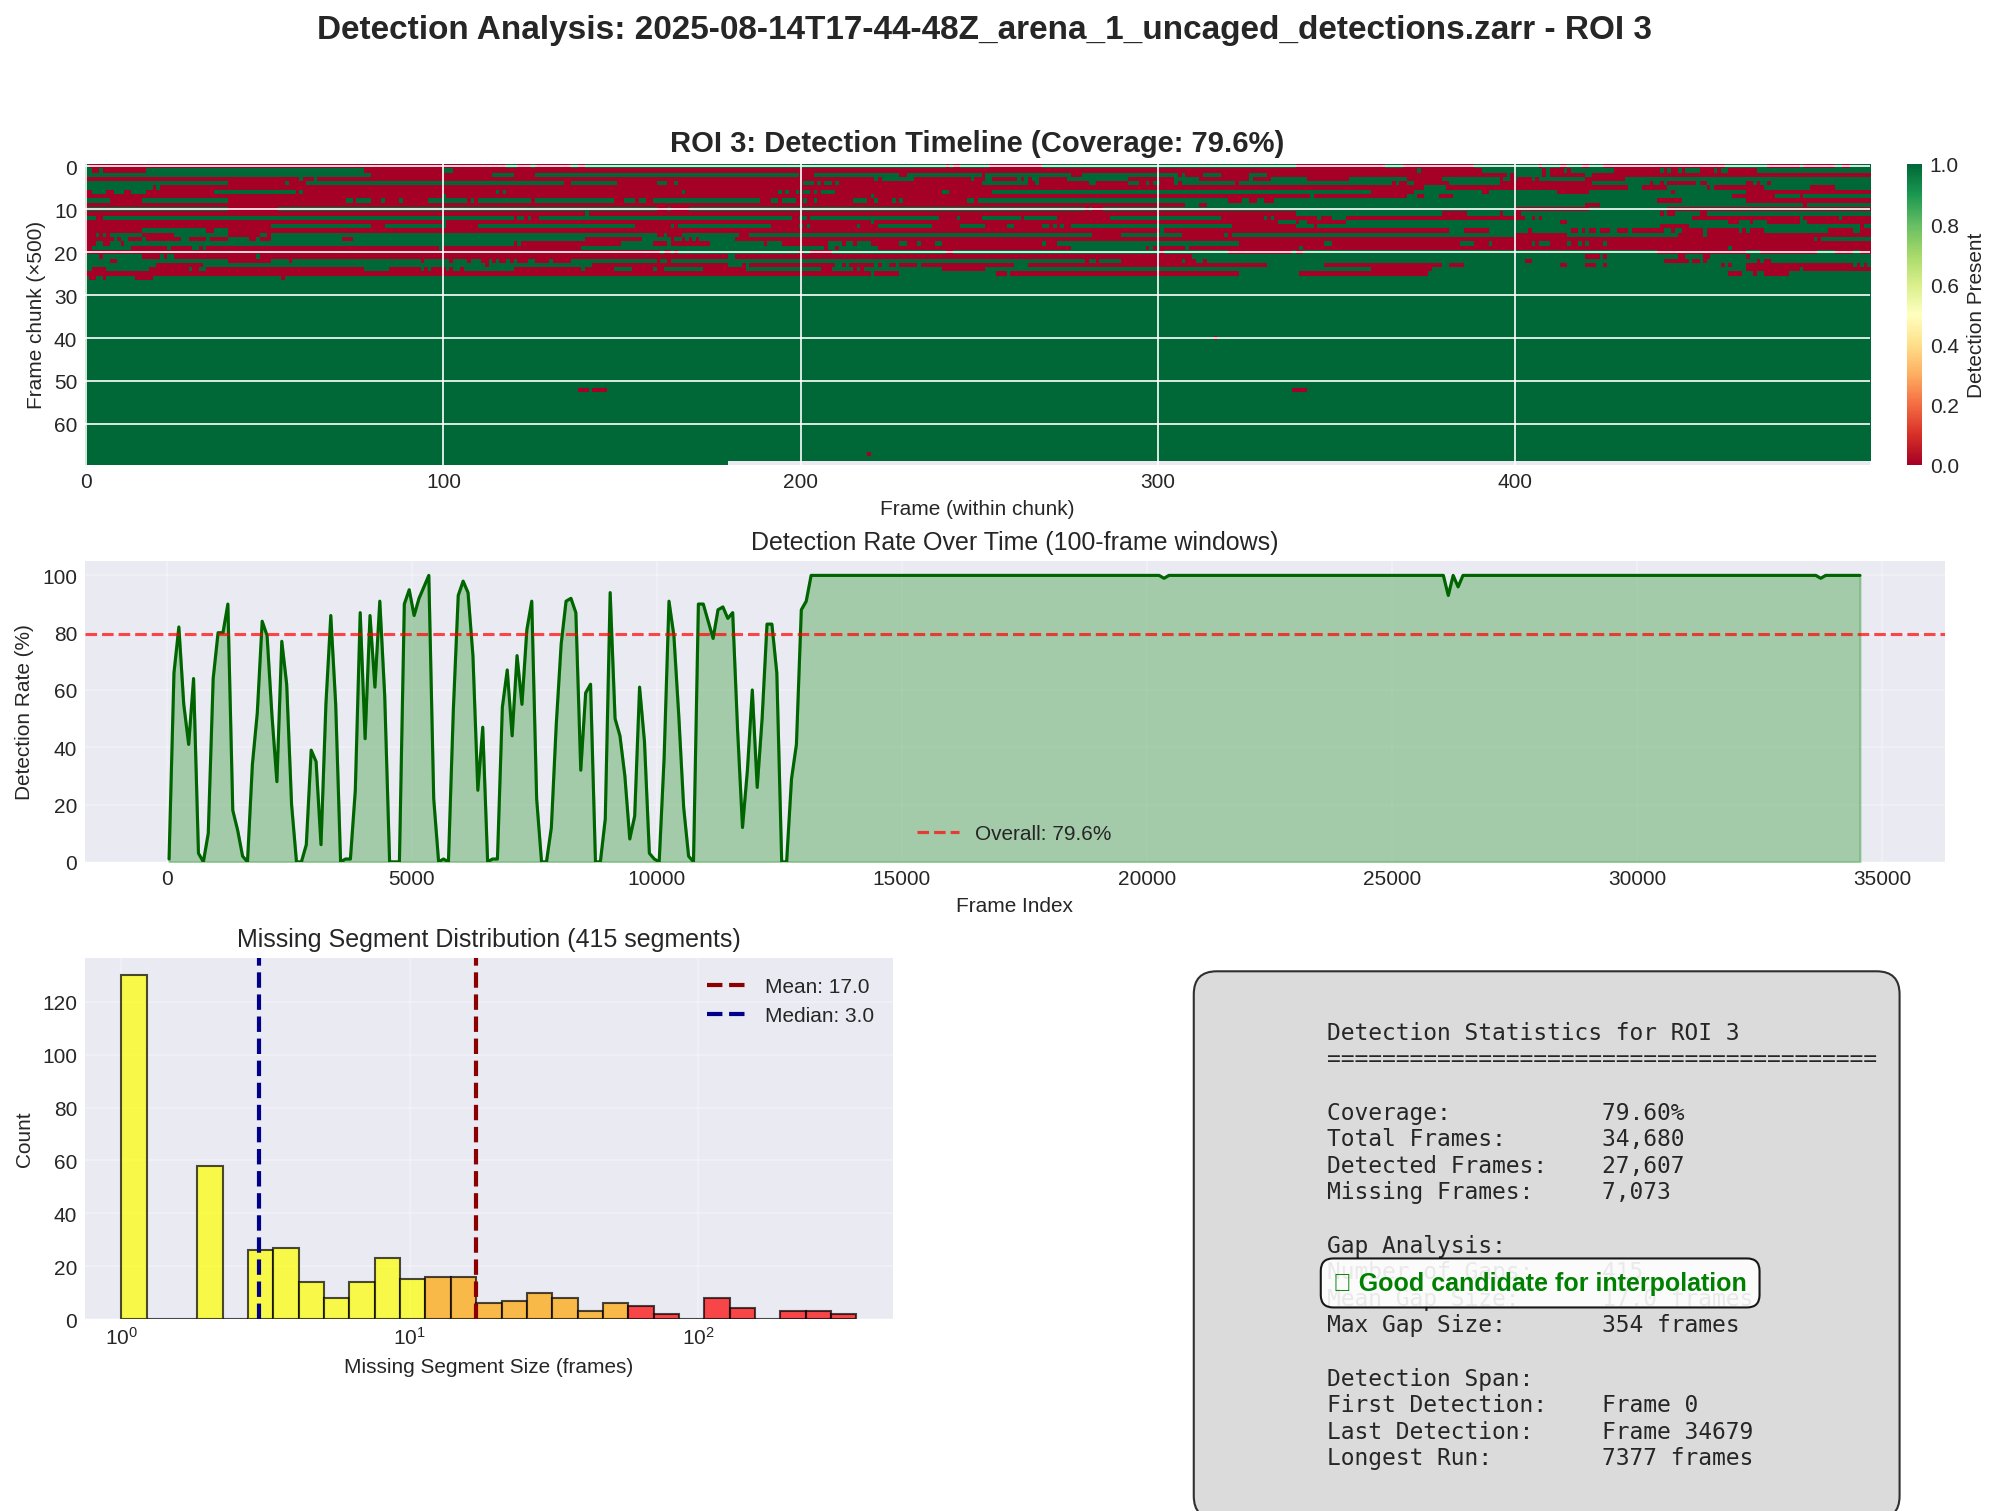 Detection Analysis: 2025-08-14T17-44-48Z_arena_1_uncaged_detections.zarr - ROI 3
ROI 3: Detection Timeline (Coverage: 79.6%)
Frame chunk (×500)
0
10
20
30
40
50
60
0 100 200 300 400
Frame (within chunk)
1.0
0.8
0.6
0.4
0.2
0.0
Detection Present
Detection Rate Over Time (100-frame windows)
Detection Rate (%)
100
80
60
40
20
0
Overall: 79.6%
0 5000 10000 15000 20000 25000 30000 35000
Frame Index
Missing Segment Distribution (415 segments)
Count
120
100
80
60
40
20
0
Mean: 17.0
Median: 3.0
10⁰ 10¹ 10²
Missing Segment Size (frames)
Detection Statistics for ROI 3
========================================
Coverage: 79.60%
Total Frames: 34,680
Detected Frames: 27,607
Missing Frames: 7,073
Gap Analysis:
Number of Gaps: 415
Good candidate for interpolation
Mean Gap Size: 17.0 frames
Max Gap Size: 354 frames
Detection Span:
First Detection: Frame 0
Last Detection: Frame 34679
Longest Run: 7377 frames